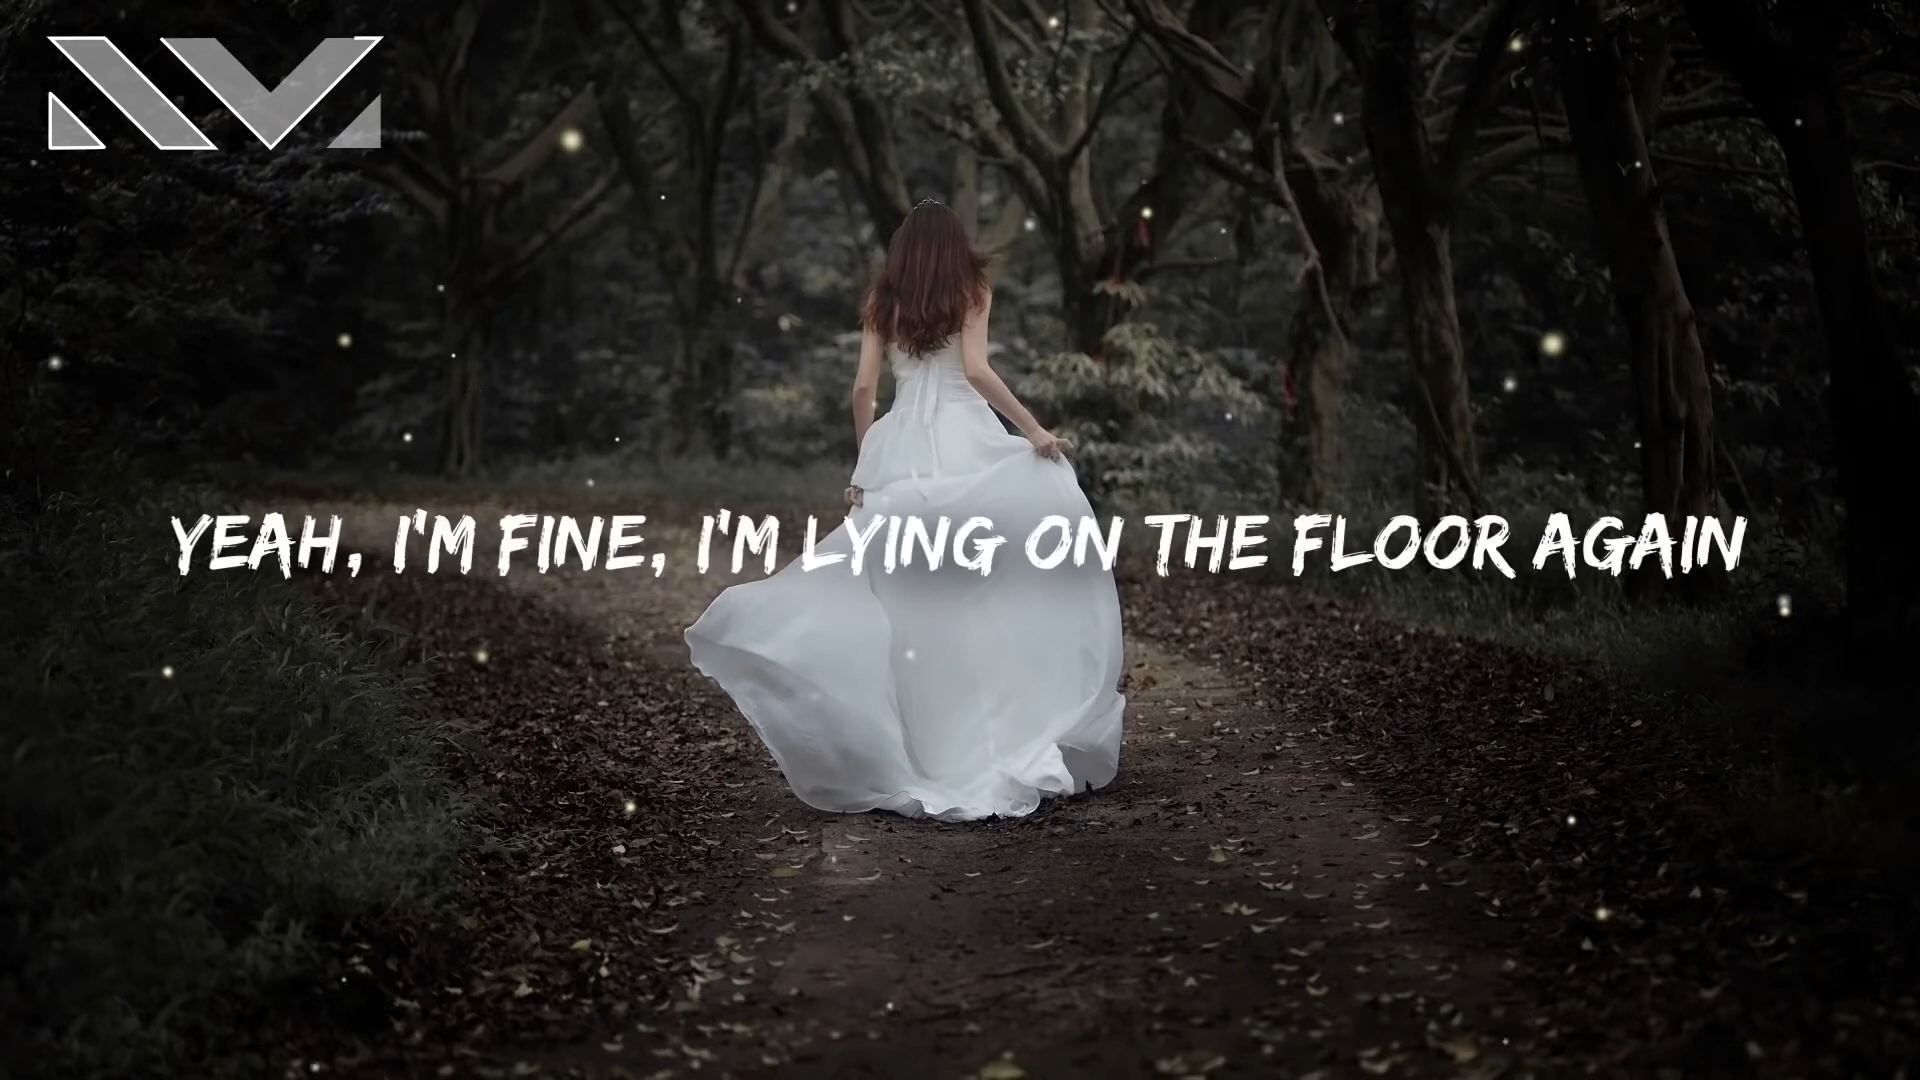 YEAH, I'M FINE, I'M LYING ON THE FLOOR AGAIN